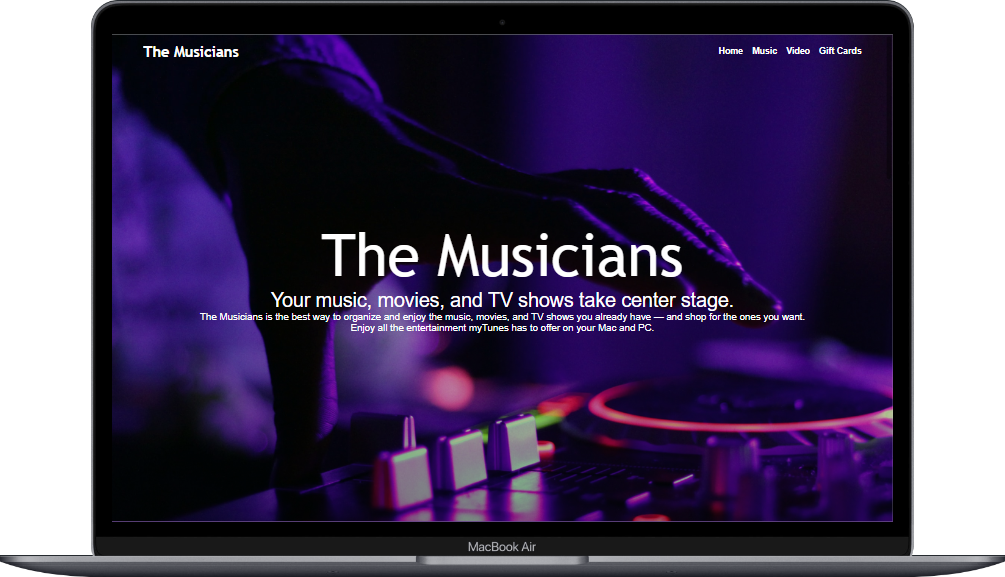 The Musicians
Home Music Video Gift Cards
The Musicians
Your music, movies, and TV shows take center stage.
The Musicians is the best way to organize and enjoy the music, movies, and TV shows you already have — and shop for the ones you want.
Enjoy all the entertainment myTunes has to offer on your Mac and PC.
MacBook Air